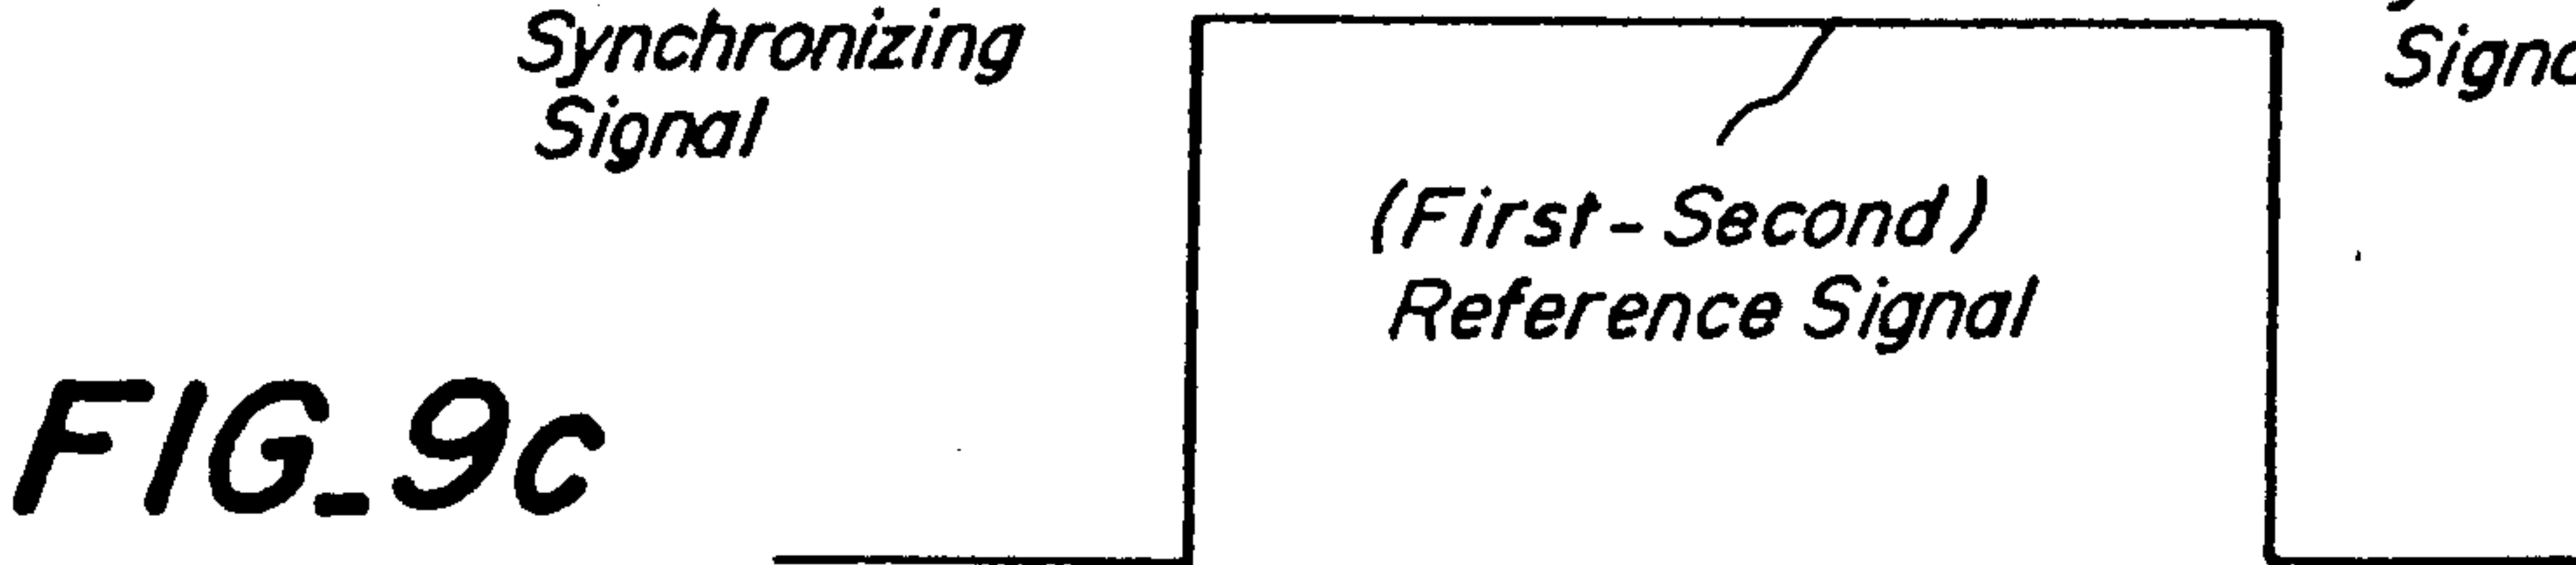 Synchronizing
Signal
(First-Second)
Reference Signal
FIG_9c